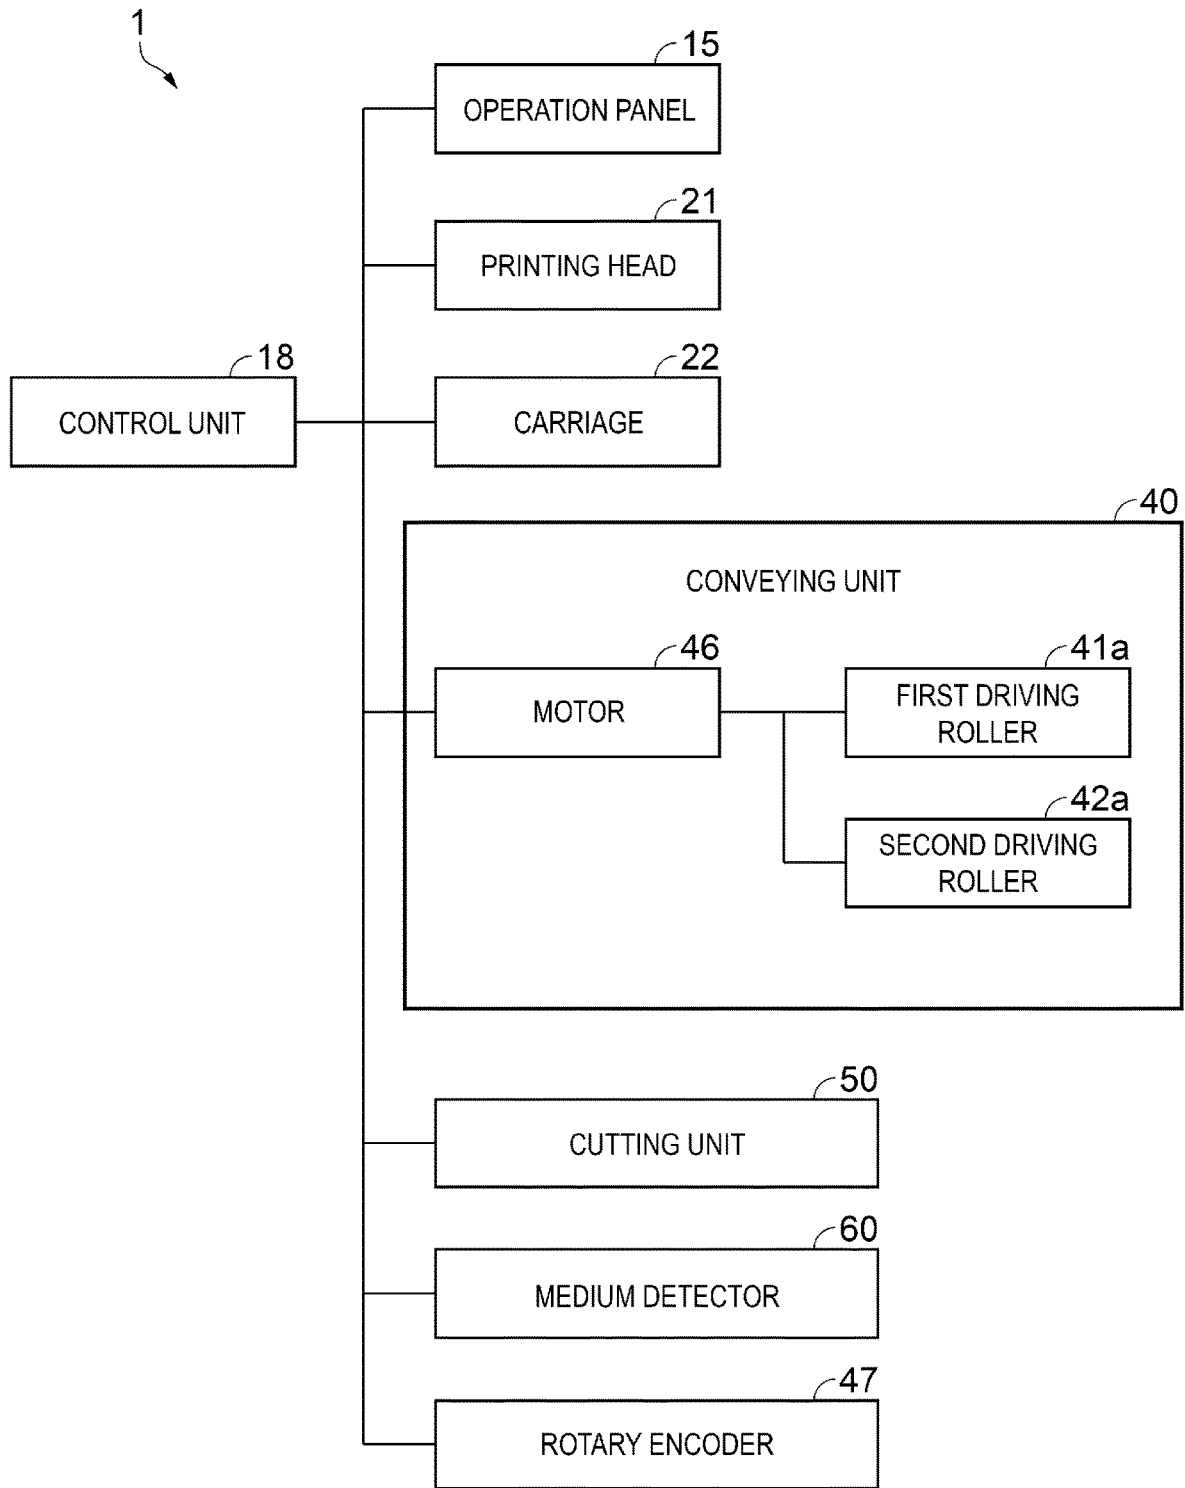 1
15
OPERATION PANEL
21
PRINTING HEAD
18
CONTROL UNIT
22
CARRIAGE
40
CONVEYING UNIT
46
MOTOR
41a
FIRST DRIVING
ROLLER
42a
SECOND DRIVING
ROLLER
50
CUTTING UNIT
60
MEDIUM DETECTOR
47
ROTARY ENCODER